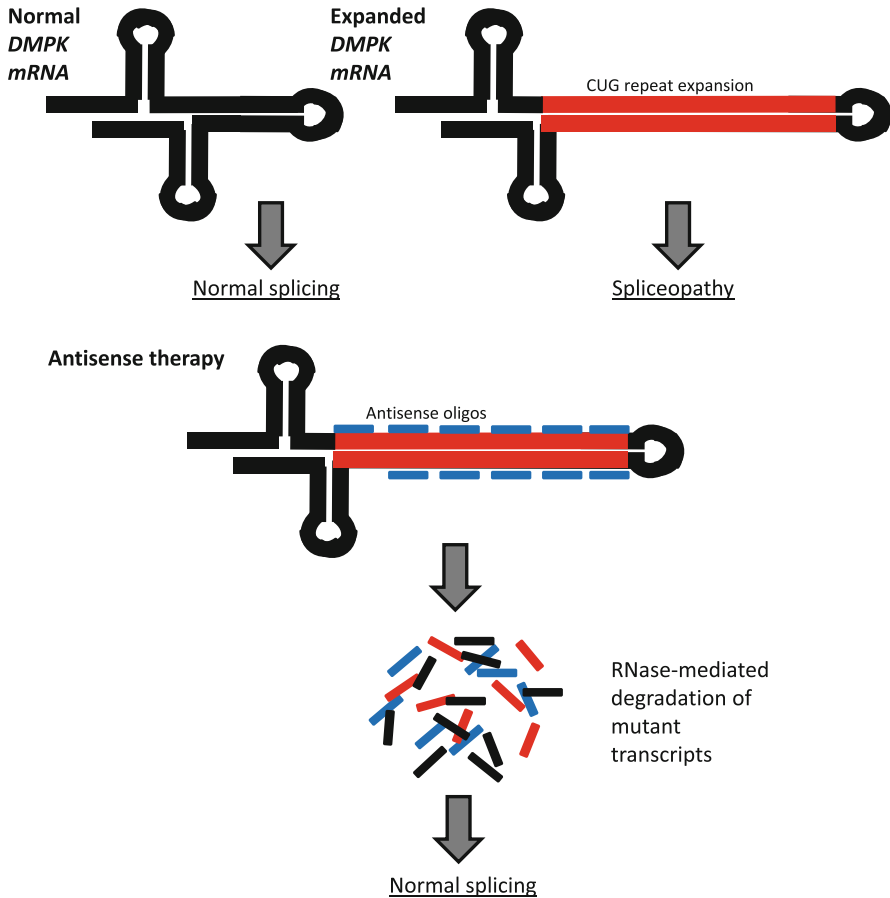 Normal
DMPK
mRNA
Expanded
DMPK
mRNA
CUG repeat expansion
Normal splicing
Spliceopathy
Antisense therapy
Antisense oligos
RNase-mediated
degradation of
mutant
transcripts
Normal splicing